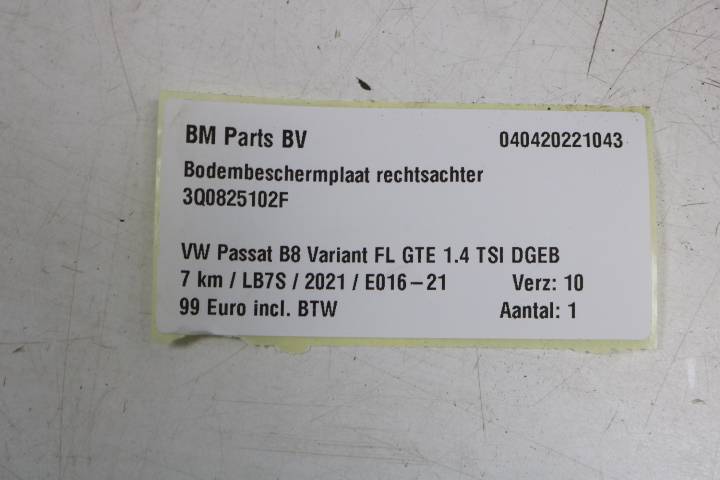 BM Parts BV 040420221043
Bodembeschermplaat rechtsachter
3Q0825102F
VW Passat B8 Variant FL GTE 1.4 TSI DGEB
7 km / LB7S / 2021 / E016-21 Verz: 10
99 Euro incl. BTW Aantal: 1